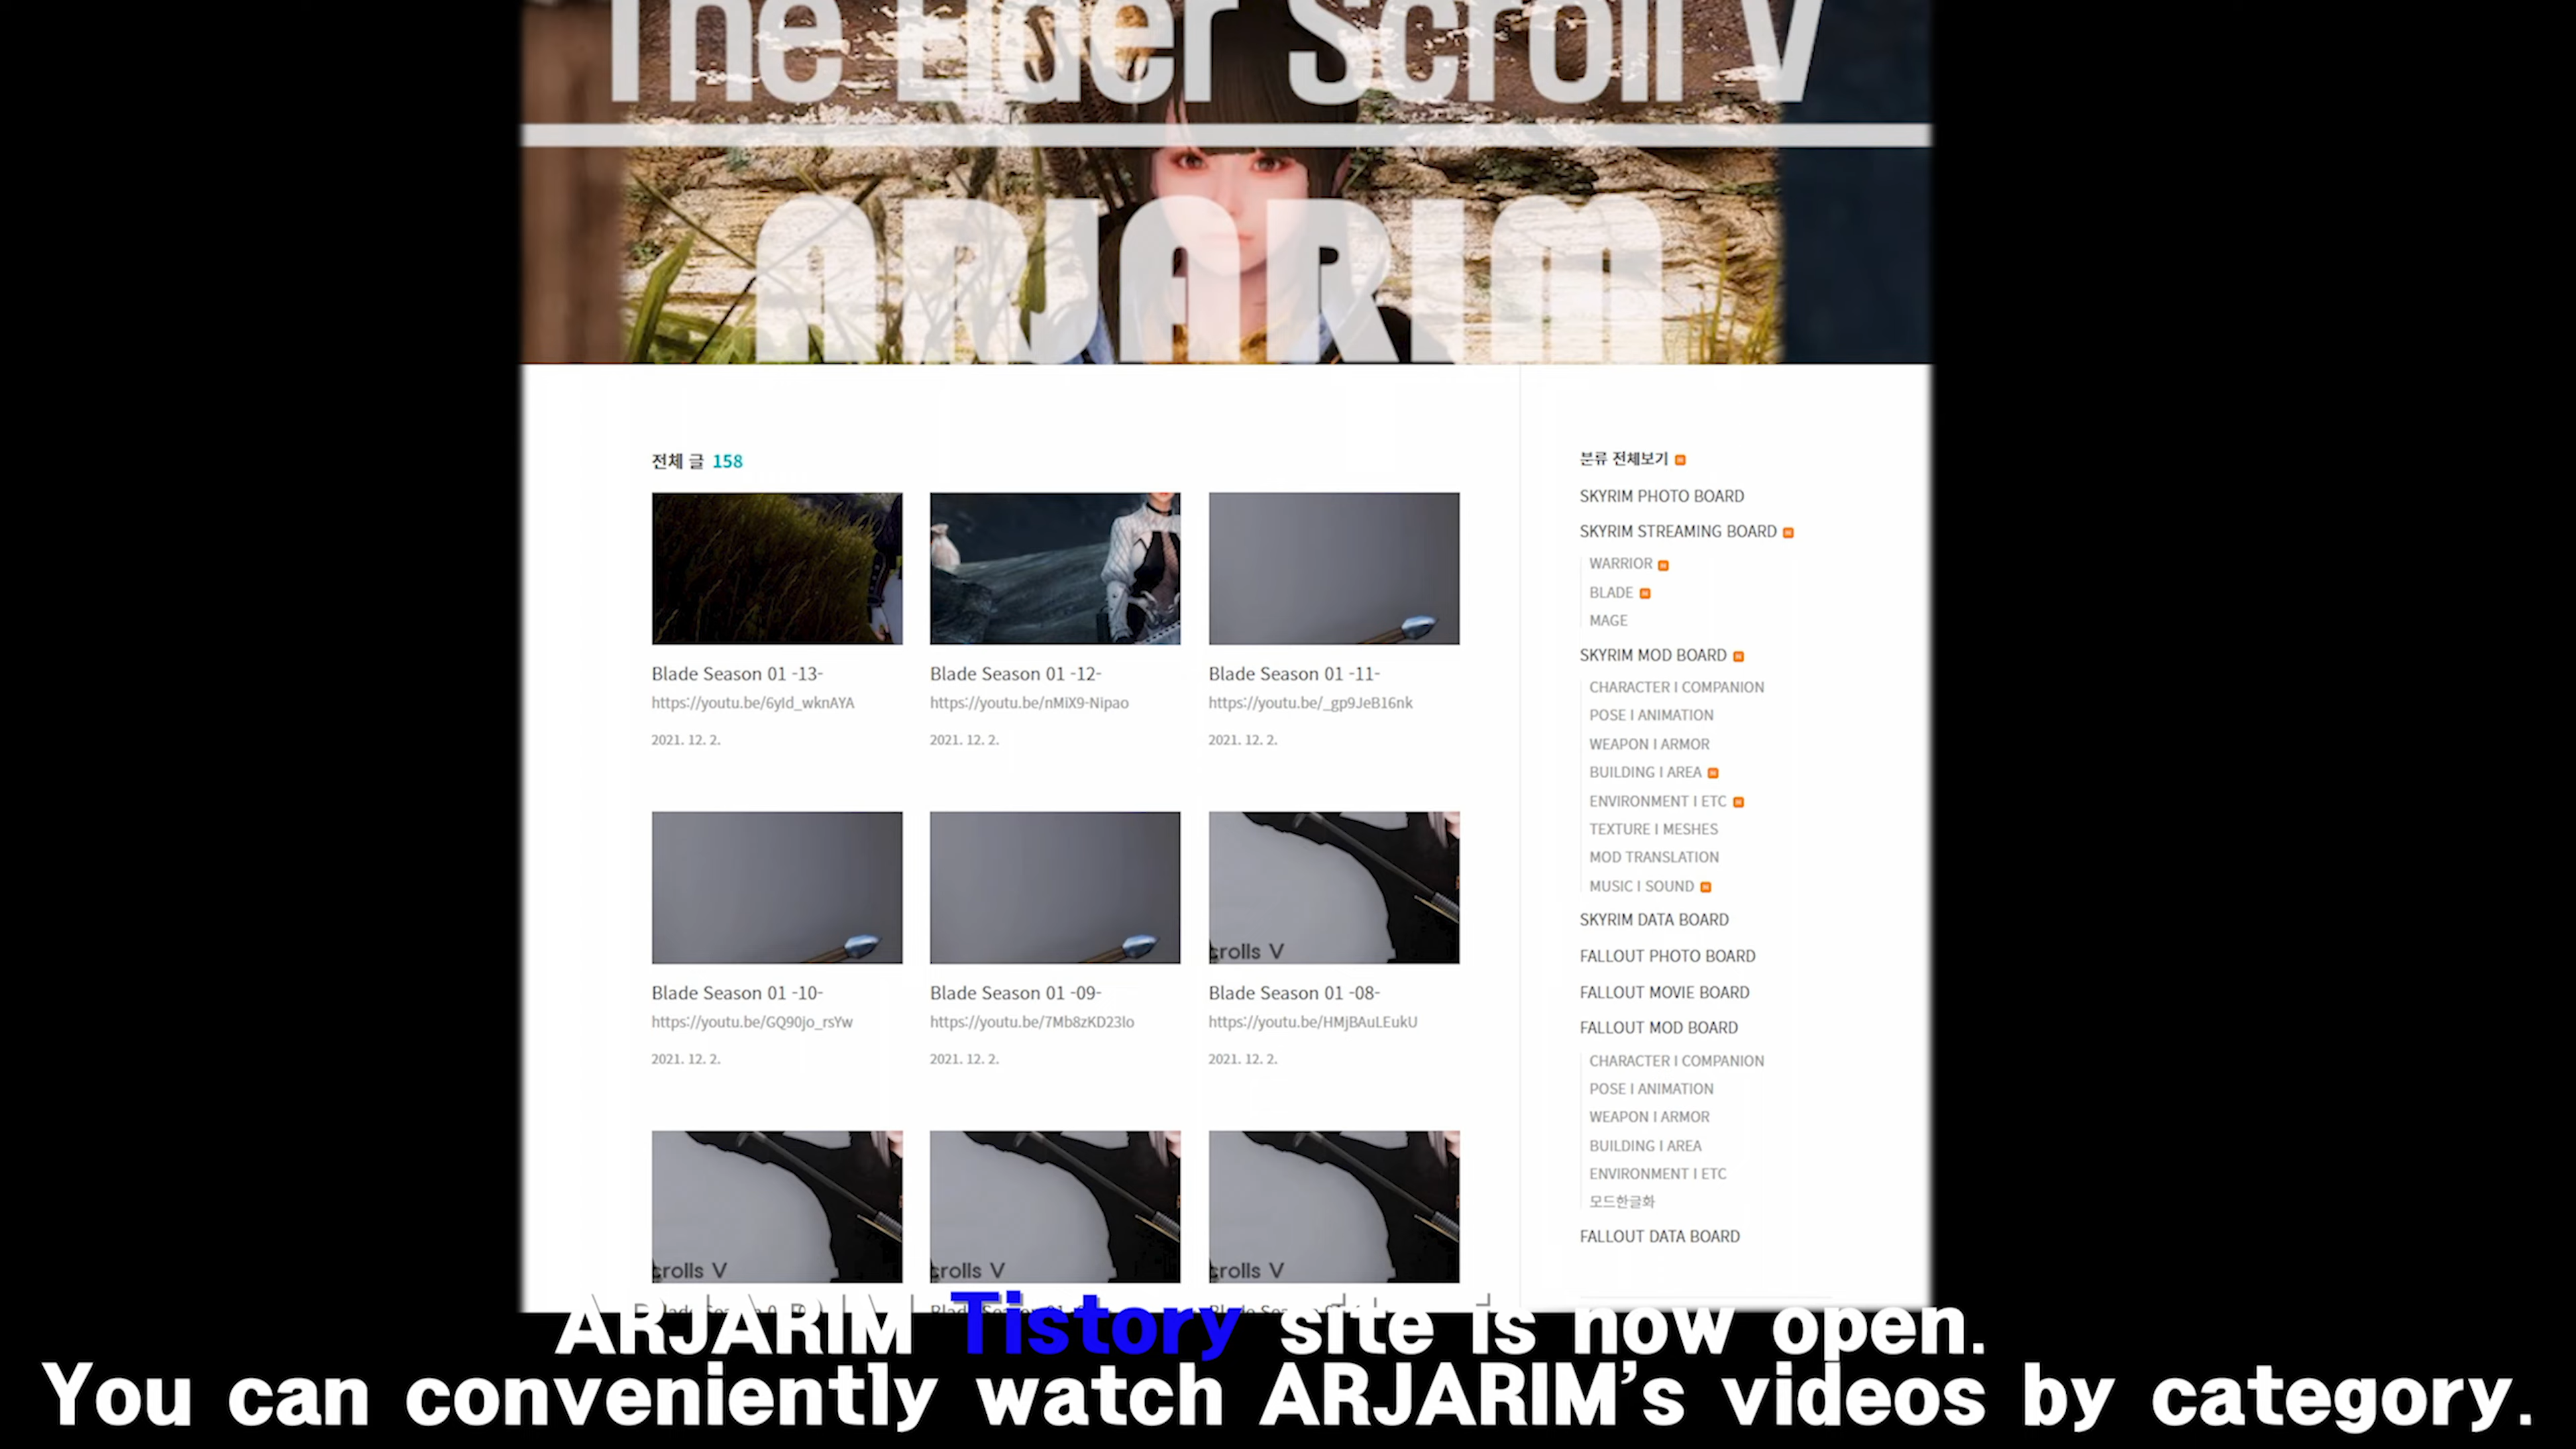 The Elder Scroll V
ARJARIM
전체 글 158
Blade Season 01 -13-
https://youtu.be/6yId_wknAYA
2021. 12. 2.
Blade Season 01 -12-
https://youtu.be/nMiX9-Nipao
2021. 12. 2.
Blade Season 01 -11-
https://youtu.be/_gp9JeB16nk
2021. 12. 2.
crolls V
Blade Season 01 -10-
https://youtu.be/GQ90jo_rsYw
2021. 12. 2.
Blade Season 01 -09-
https://youtu.be/7Mb8zKD23Io
2021. 12. 2.
Blade Season 01 -08-
https://youtu.be/HMjBAuLEukU
2021. 12. 2.
crolls V
crolls V
crolls V
분류 전체보기
SKYRIM PHOTO BOARD
SKYRIM STREAMING BOARD
WARRIOR
BLADE
MAGE
SKYRIM MOD BOARD
CHARACTER I COMPANION
POSE I ANIMATION
WEAPON I ARMOR
BUILDING I AREA
ENVIRONMENT I ETC
TEXTURE I MESHES
MOD TRANSLATION
MUSIC I SOUND
SKYRIM DATA BOARD
FALLOUT PHOTO BOARD
FALLOUT MOVIE BOARD
FALLOUT MOD BOARD
CHARACTER I COMPANION
POSE I ANIMATION
WEAPON I ARMOR
BUILDING I AREA
ENVIRONMENT I ETC
모드한글화
FALLOUT DATA BOARD
ARJARIM Tistory site is now open.
You can conveniently watch ARJARIM's videos by category.